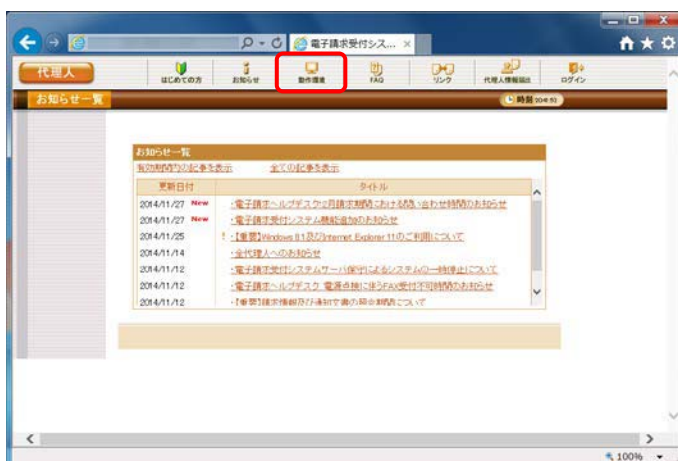 電子請求受付シス...
代理人
はじめての方
お知らせ
動作環境
FAQ
リンク
代理人情報届出
ログイン
お知らせ一覧
時刻
お知らせ一覧
有効期間内の記事を表示 全ての記事を表示
更新日付 タイトル
2014/11/27 New ・電子請求ヘルプデスク12月請求期間における問い合わせ時間のお知らせ
2014/11/27 New ・電子請求受付システム機能追加のお知らせ
2014/11/25 ! ・【重要】Windows 8.1及びInternet Explorer 11のご利用について
2014/11/14 ・全代理人へのお知らせ
2014/11/12 ・電子請求受付システムサーバ保守によるシステムの一時停止について
2014/11/12 ・電子請求ヘルプデスク 電源点検に伴うFAX受付不可時間のお知らせ
2014/11/12 ・【重要】請求情報及び通知文書の照会期間について
100%